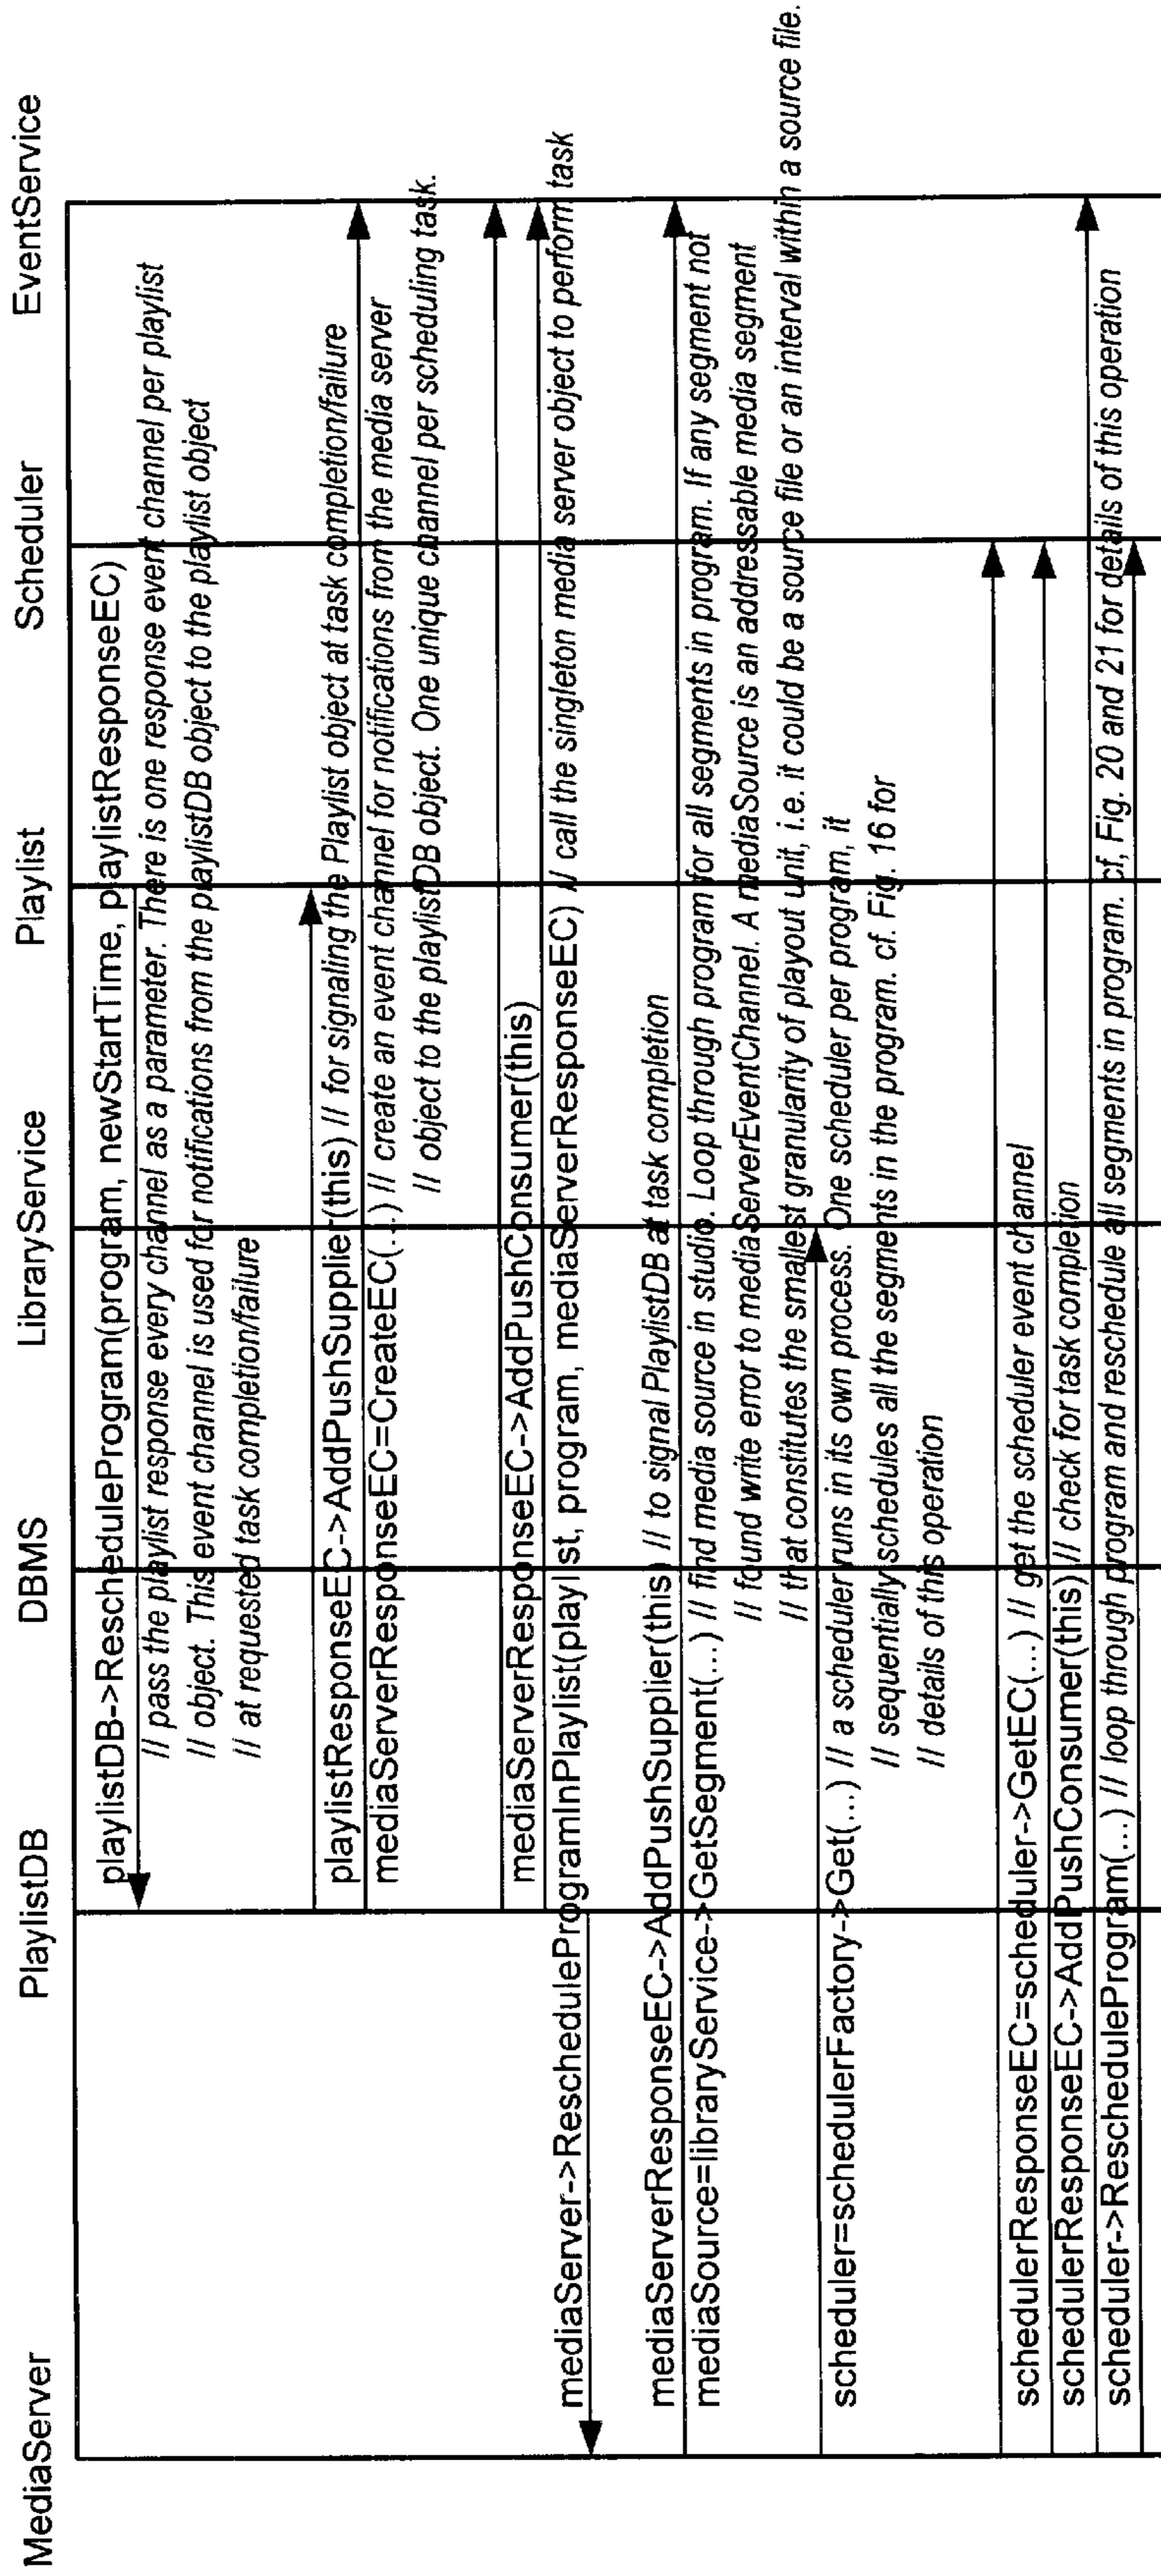 MediaServer PlaylistDB DBMS LibraryService Playlist Scheduler EventService
playlistDB->RescheduleProgram(program, newStartTime, playlistResponseEC)
// pass the playlist response every channel as a parameter. There is one response event channel per playlist
// object. This event channel is used for notifications from the playlistDB object to the playlist object
// at requested task completion/failure
playlistResponseEC->AddPushSupplier(this) // for signaling the Playlist object at task completion/failure
mediaServerResponseEC=CreateEC(...) // create an event channel for notifications from the media server
// object to the playlistDB object. One unique channel per scheduling task.
mediaServerResponseEC->AddPushConsumer(this)
mediaServer->RescheduleProgramInPlaylist(playlist, program, mediaServerResponseEC) // call the singleton media server object to perform task
mediaServerResponseEC->AddPushSupplier(this) // to signal PlaylistDB at task completion
mediaSource=libraryService->GetSegment(...) // find media source in studio. Loop through program for all segments in program. If any segment not
// found write error to mediaServerEventChannel. A mediaSource is an addressable media segment
// that constitutes the smallest granularity of playout unit, i.e. it could be a source file or an interval within a source file.
scheduler=schedulerFactory->Get(...) // a scheduler runs in its own process. One scheduler per program, it
// sequentially schedules all the segments in the program. cf. Fig. 16 for
// details of this operation
schedulerResponseEC=scheduler->GetEC(...) // get the scheduler event channel
schedulerResponseEC->AddPushConsumer(this) // check for task completion
scheduler->RescheduleProgram(...) // loop through program and reschedule all segments in program. cf, Fig. 20 and 21 for details of this operation